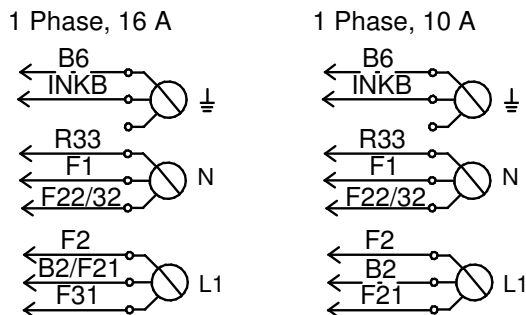 1 Phase, 16 A
B6
INKB
R33
F1
N
F22/32
F2
B2/F21
L1
F31
1 Phase, 10 A
B6
INKB
R33
F1
N
F22/32
F2
B2
L1
F21